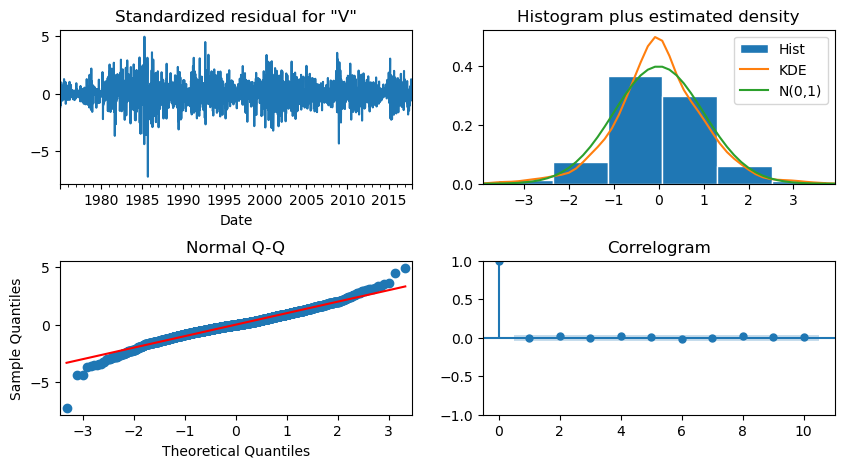 Standardized residual for "V"
5
0
−5
1980 1985 1990 1995 2000 2005 2010 2015
Date
Histogram plus estimated density
Hist
KDE
N(0,1)
0.4
0.2
0.0
−3 −2 −1 0 1 2 3
Normal Q-Q
Sample Quantiles
5
0
−5
−3 −2 −1 0 1 2 3
Theoretical Quantiles
Correlogram
1.0
0.5
0.0
−0.5
−1.0
0 2 4 6 8 10